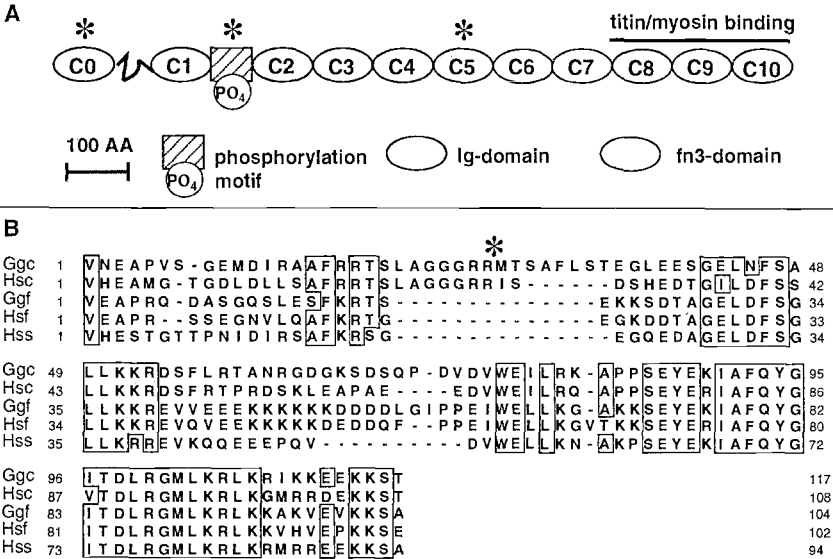 A
* * * titin/myosin binding
C0 C1 PO4 C2 C3 C4 C5 C6 C7 C8 C9 C10
100 AA
PO4 phosphorylation motif
Ig-domain
fn3-domain
B
*
Ggc 1 VNEAPVS-GEMDIRAAFRRTSLAGGGRRMTSAFLSTEGLEESGELNFSA 48
Hsc 1 VHEAMG-TGDLDLLSAFRRTSLAGGGRRIS------DSHEDTGILDFSS 42
Ggf 1 VEAPRQ-DASGQSLESFKRTS--------------EKKSDTAGELDFSG 34
Hsf 1 VEAPR--SSEGNVLQAFKRTG--------------EGKDDTAGELDFSG 33
Hss 1 VHESTGTTPNIDIRSAFKRSG---------------EGQEDAGELDFSG 34
Ggc 49 LLKKRDSFLRTANRGDGKSDSQP-DVDVWEILRK-APPSEYEKIAFQYG 95
Hsc 43 LLKKRDSFRTPRDSKLEAPAE----EDVWEILRQ-APPSEYEKIAFQYG 86
Ggf 35 LLKKREVVEEEKKKKKKDDDDLGIPPEIWELLKG-AKKSEYEKIAFQYG 82
Hsf 34 LLKKREVQVEEEKKKKKDEDDQF-PPEIWELLKGVTKKSEYEKIAFQYG 80
Hss 35 LLKRREVKQQEEEPQV----------DVWELLKN-AKPSEYEKIAFQYG 72
Ggc 96 ITDLRGMLKRLKRIKKEEKKST 117
Hsc 87 VTDLRGMLKRLKGMRRDEKKST 108
Ggf 83 ITDLRGMLKRLKKAKVEVKKSA 104
Hsf 81 ITDLRGMLKRLKKVHVEPKKSE 102
Hss 73 ITDLRGMLKRLKRMRREEKKSA 94